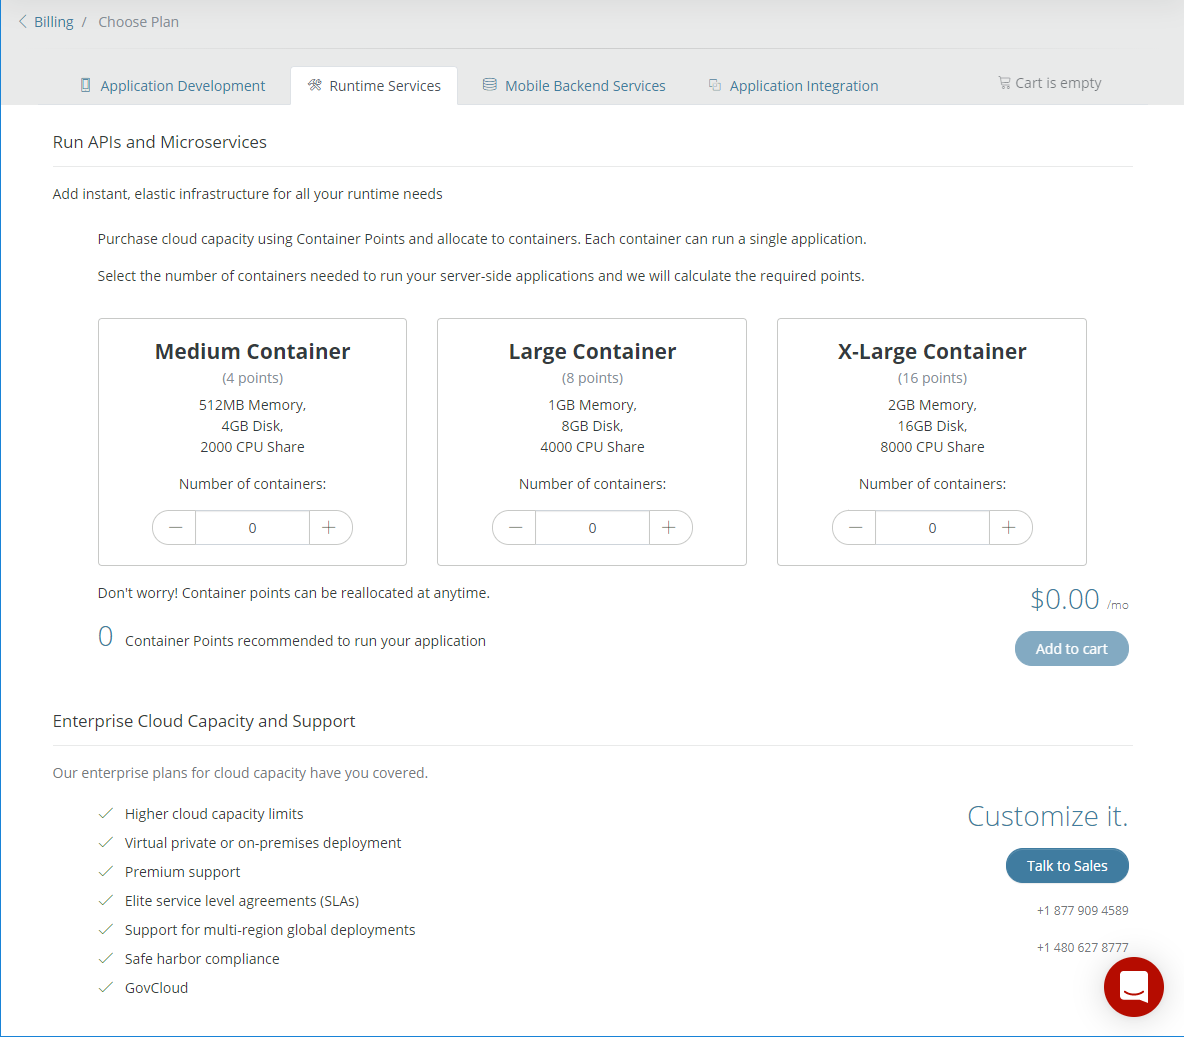 Billing / Choose Plan
Application Development
Runtime Services
Mobile Backend Services
Application Integration
Cart is empty
Run APIs and Microservices
Add instant, elastic infrastructure for all your runtime needs
Purchase cloud capacity using Container Points and allocate to containers. Each container can run a single application.
Select the number of containers needed to run your server-side applications and we will calculate the required points.
Medium Container
(4 points)
512MB Memory,
4GB Disk,
2000 CPU Share
Number of containers:
0
Large Container
(8 points)
1GB Memory,
8GB Disk,
4000 CPU Share
Number of containers:
0
X-Large Container
(16 points)
2GB Memory,
16GB Disk,
8000 CPU Share
Number of containers:
0
Don't worry! Container points can be reallocated at anytime.
0 Container Points recommended to run your application
$0.00 /mo
Add to cart
Enterprise Cloud Capacity and Support
Our enterprise plans for cloud capacity have you covered.
Higher cloud capacity limits
Virtual private or on-premises deployment
Premium support
Elite service level agreements (SLAs)
Support for multi-region global deployments
Safe harbor compliance
GovCloud
Customize it.
Talk to Sales
+1 877 909 4589
+1 480 627 8777